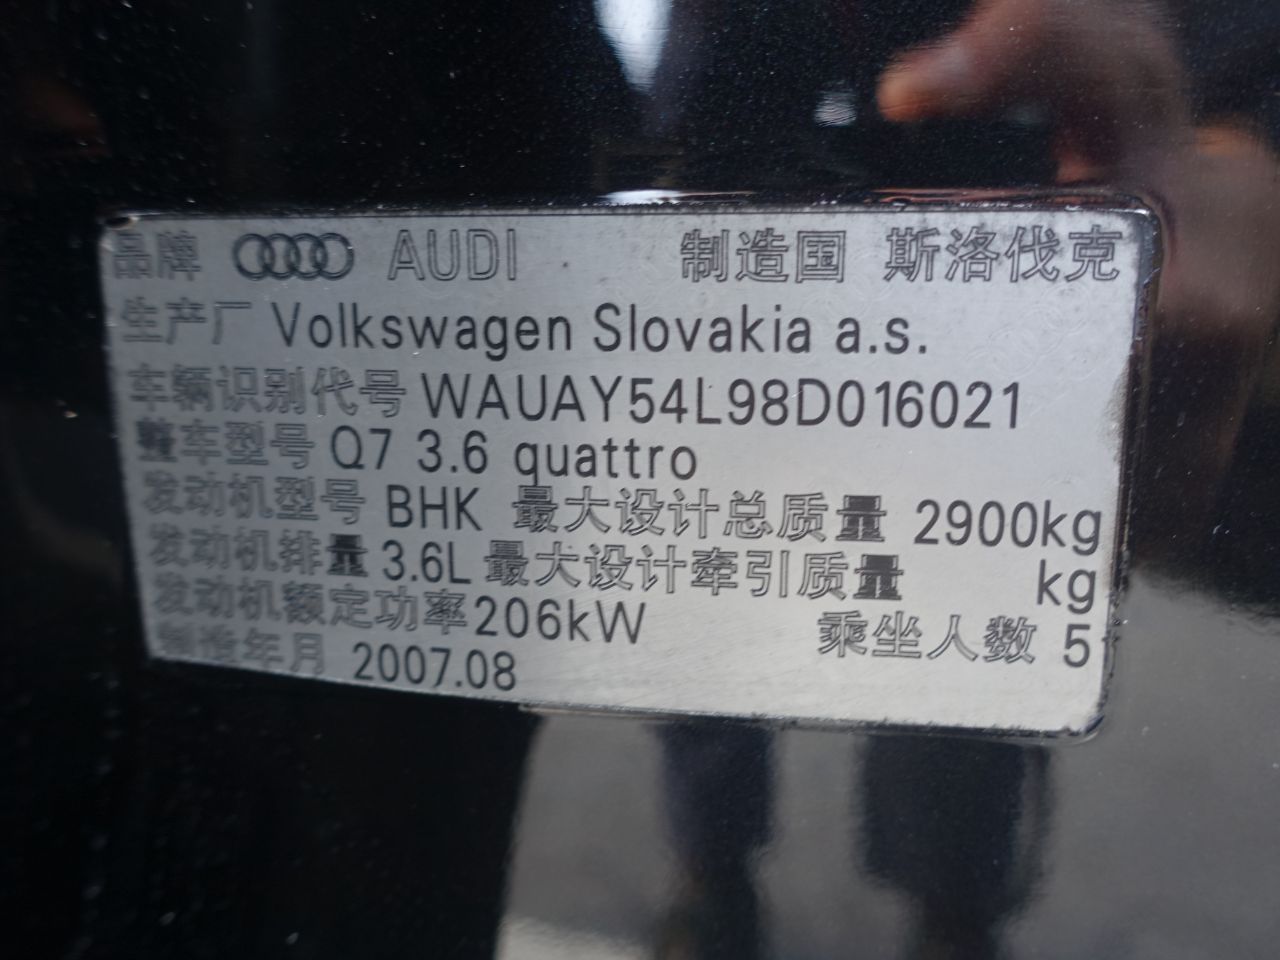 品牌 AUDI 制造国 斯洛伐克
生产厂 Volkswagen Slovakia a.s.
车辆识别代号 WAUAY54L98D016021
整车型号 Q7 3.6 quattro
发动机型号 BHK 最大设计总质量 2900kg
发动机排量 3.6L 最大设计牵引质量 kg
发动机额定功率 206kW 乘坐人数 5
制造年月 2007.08